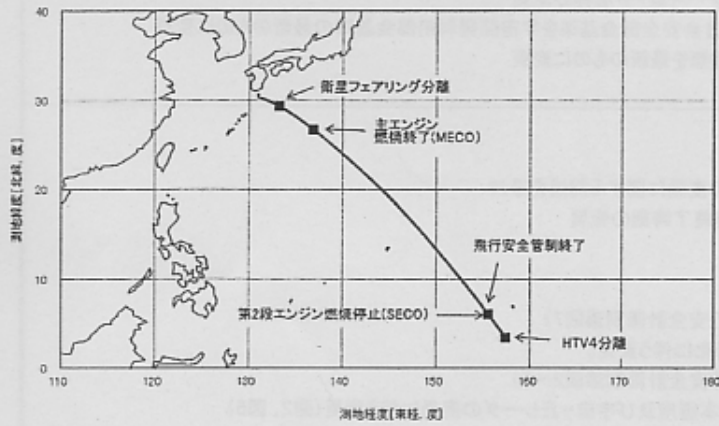 40
30
20
10
0
測地緯度[北緯, 度]
衛星フェアリング分離
主エンジン
燃焼終了(MECO)
飛行安全管制終了
第2段エンジン燃焼停止(SECO)
HTV4分離
110
120
130
140
150
160
170
180
測地経度[東経, 度]